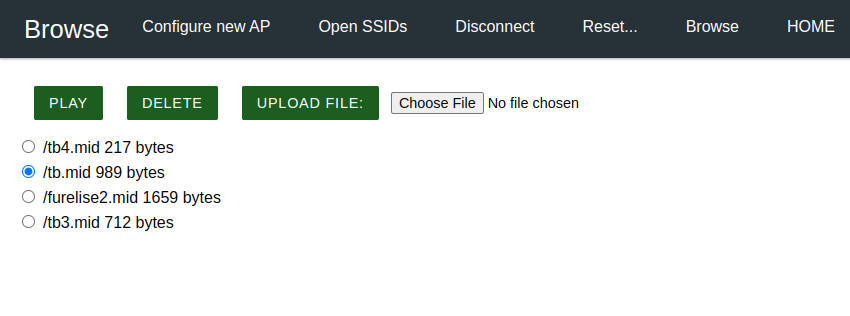 Browse Configure new AP Open SSIDs Disconnect Reset... Browse HOME
PLAY DELETE UPLOAD FILE: Choose File No file chosen
/tb4.mid 217 bytes
/tb.mid 989 bytes
/furelise2.mid 1659 bytes
/tb3.mid 712 bytes